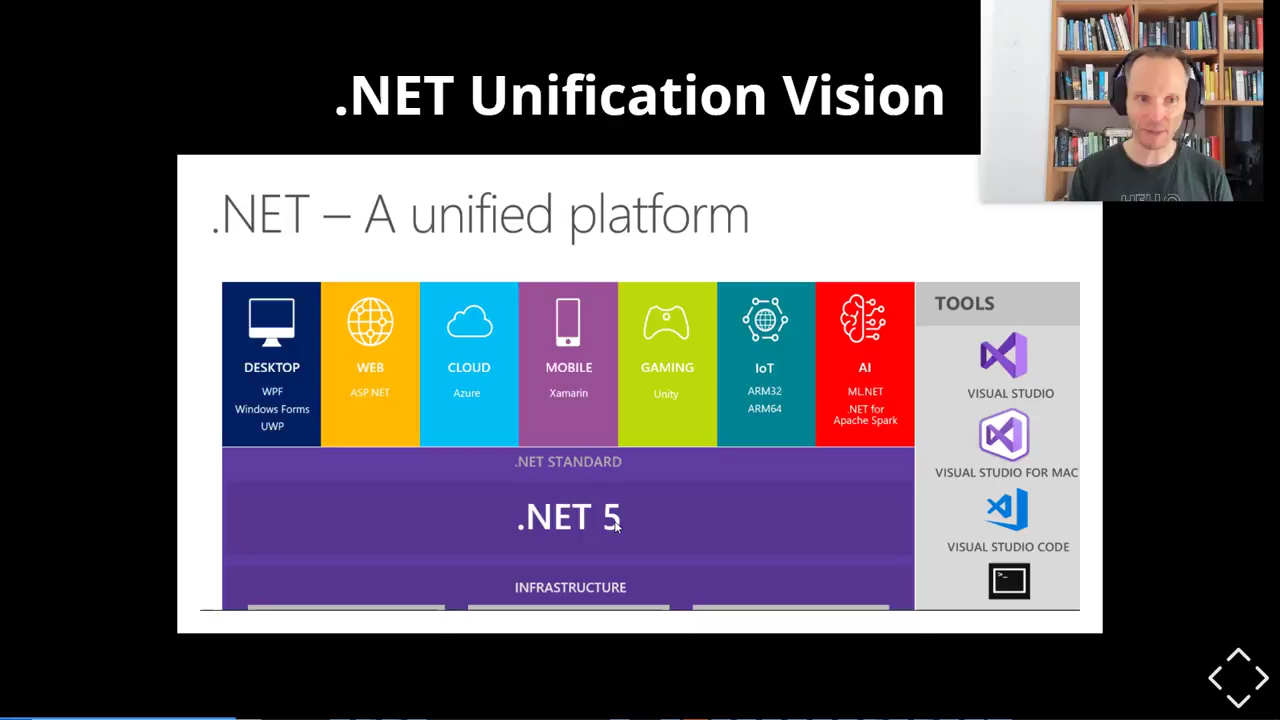 .NET Unification Vision
.NET – A unified platform
DESKTOP
WPF
Windows Forms
UWP
WEB
ASP.NET
CLOUD
Azure
MOBILE
Xamarin
GAMING
Unity
IoT
ARM32
ARM64
AI
ML.NET
.NET for
Apache Spark
.NET STANDARD
.NET 5
INFRASTRUCTURE
TOOLS
VISUAL STUDIO
VISUAL STUDIO FOR MAC
VISUAL STUDIO CODE
>_
HELLO